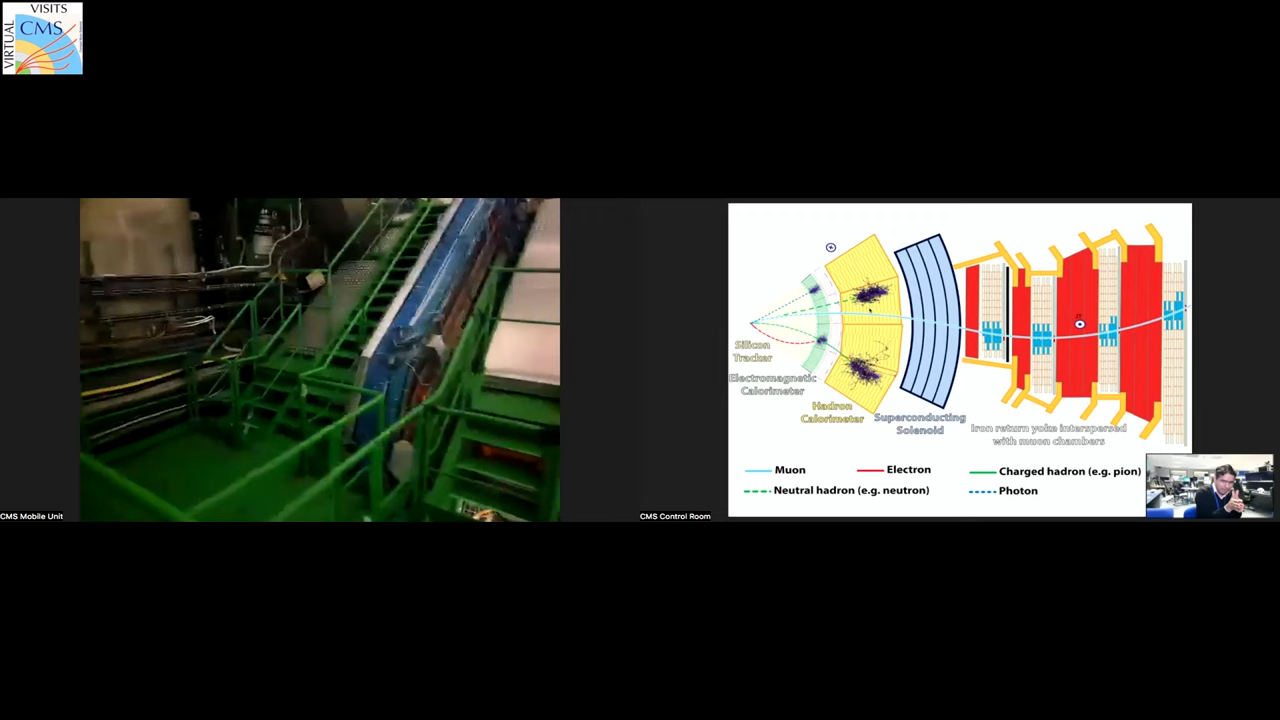 VISITS
CMS
VIRTUAL
Silicon
Tracker
Electromagnetic
Calorimeter
Hadron
Calorimeter
Superconducting
Solenoid
Iron return yoke interspersed
with muon chambers
Muon
Electron
Charged hadron (e.g. pion)
Neutral hadron (e.g. neutron)
Photon
CMS Mobile Unit
CMS Control Room